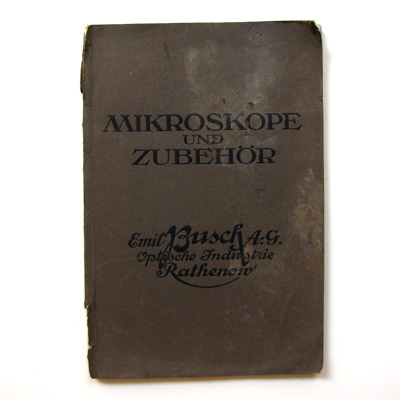 MIKROSKOPE
UND
ZUBEHÖR
Emil Busch A.-G.
Optische Industrie
Rathenow